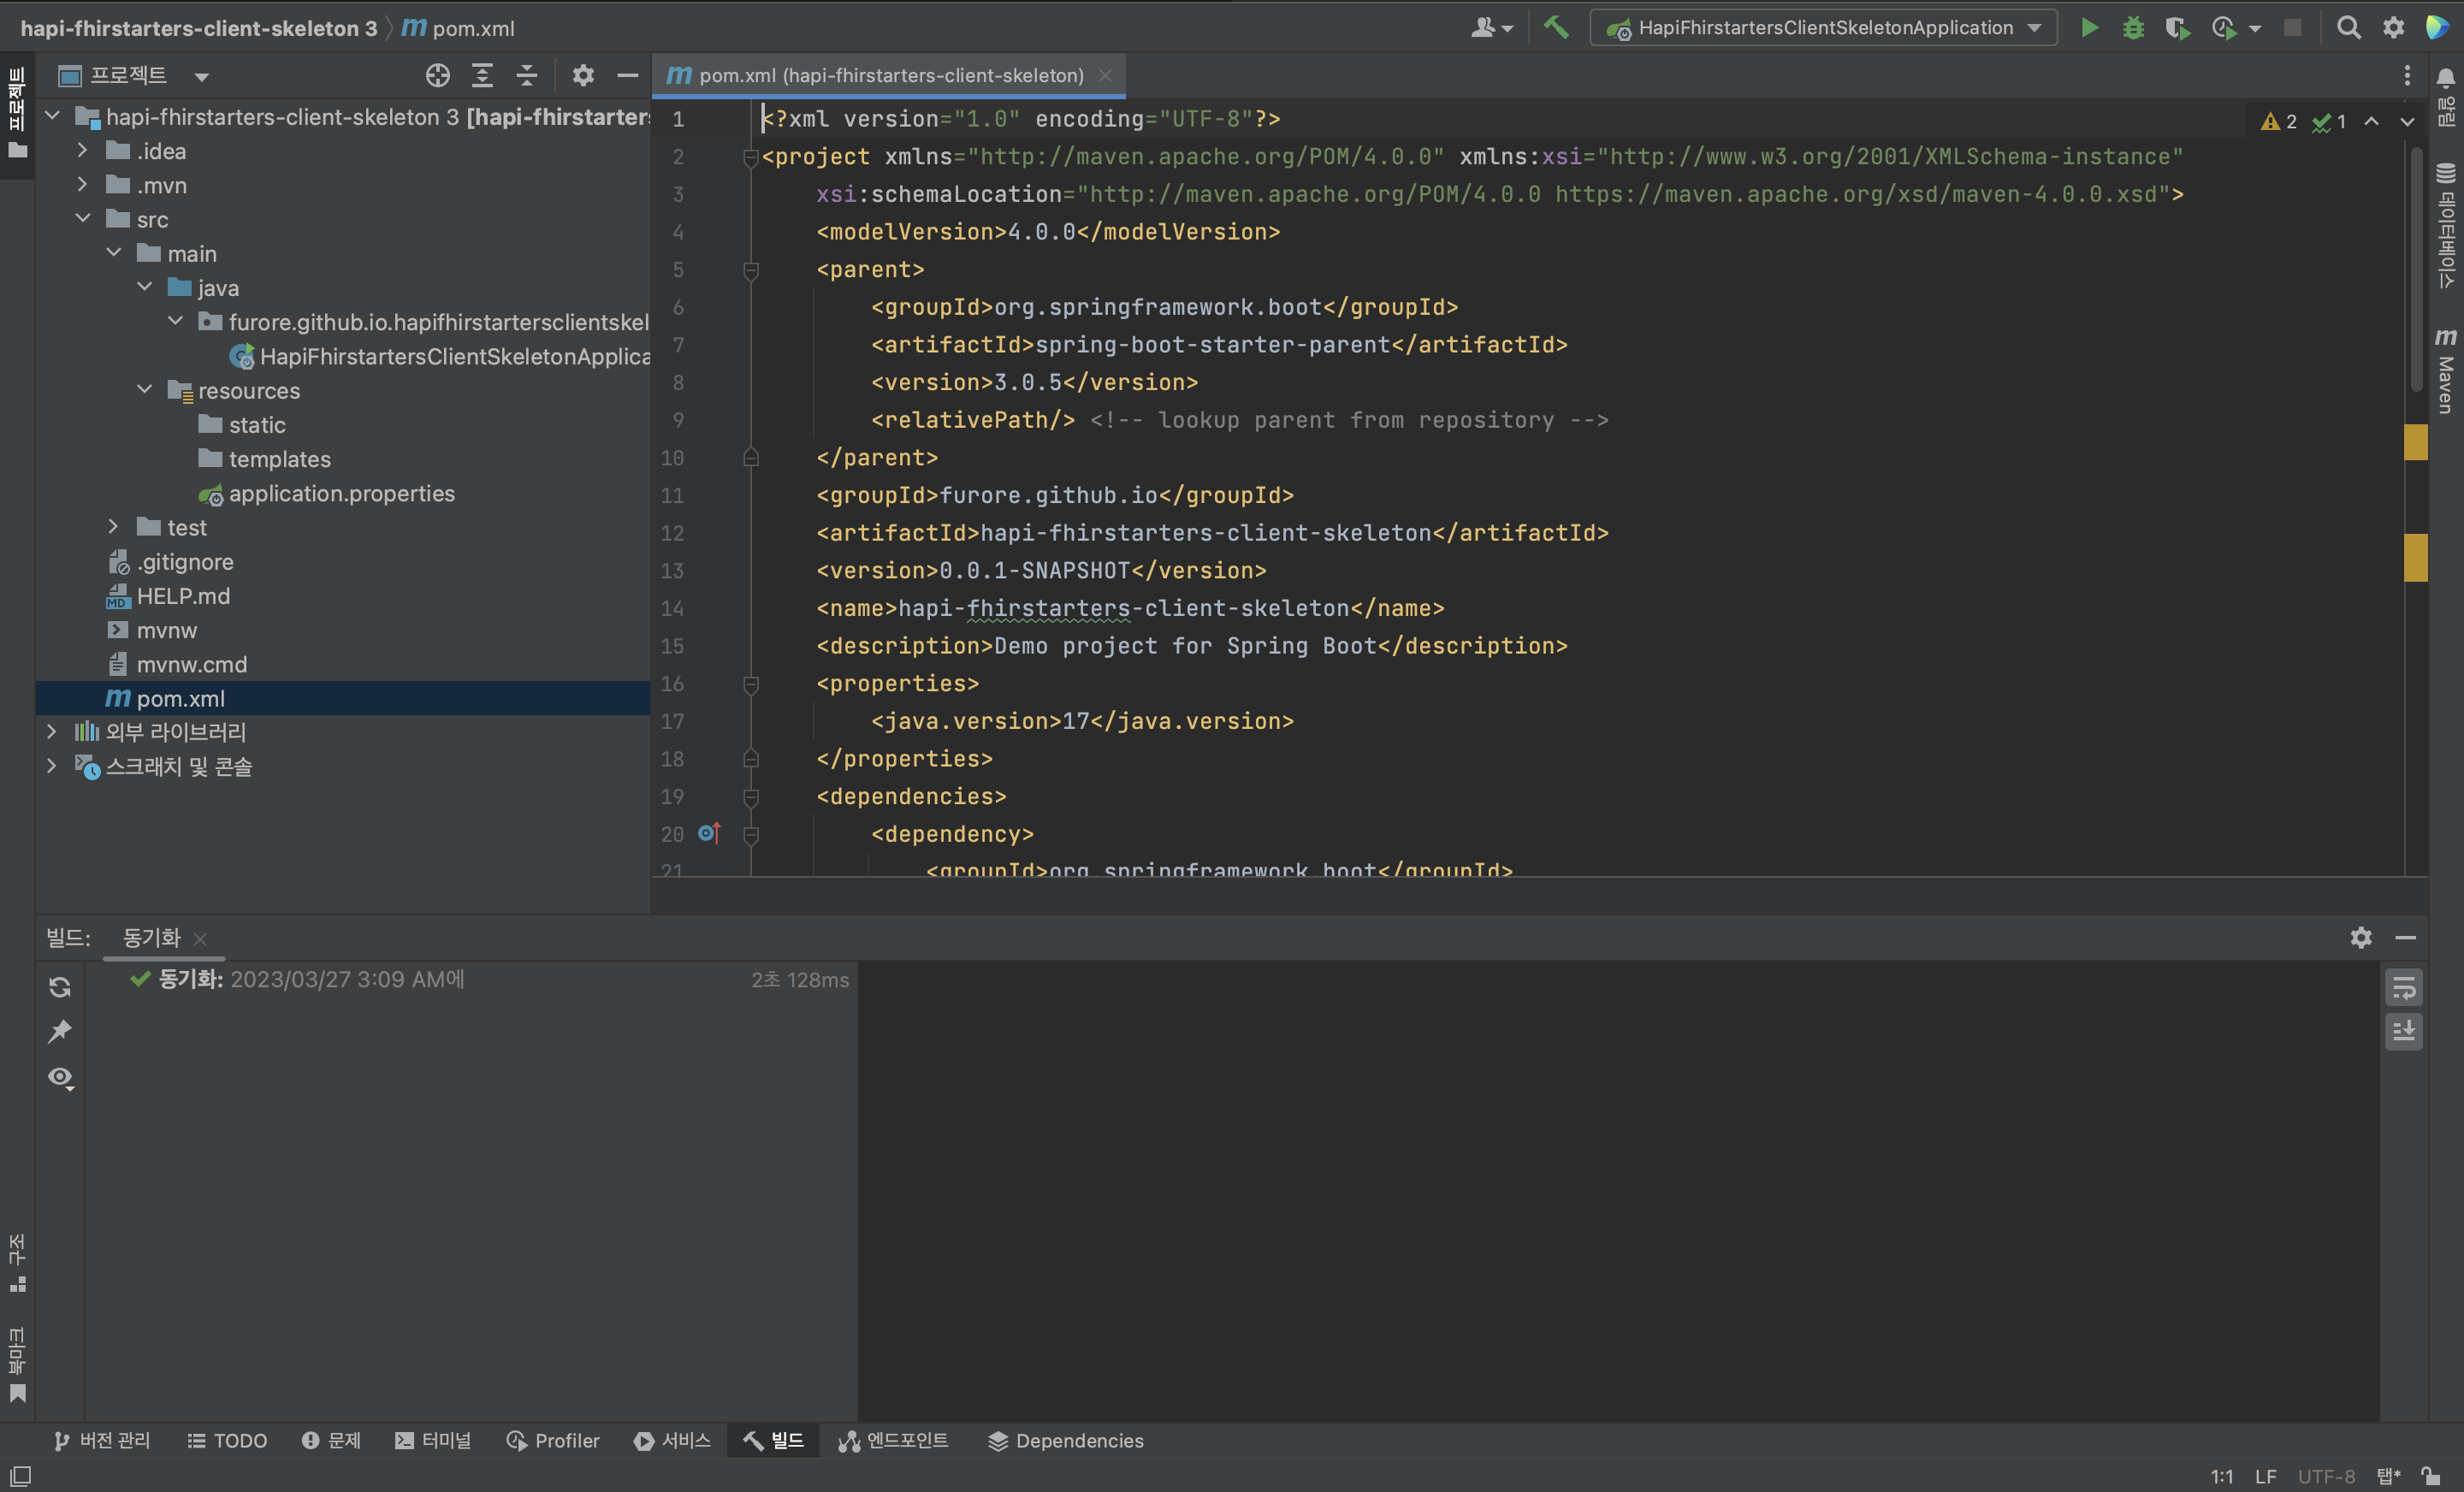 hapi-fhirstarters-client-skeleton 3 pom.xml
HapiFhirstartersClientSkeletonApplication
프로젝트
프로젝트
hapi-fhirstarters-client-skeleton 3 [hapi-fhirstarters
.idea
.mvn
src
main
java
furore.github.io.hapifhirstartersclientskel
HapiFhirstartersClientSkeletonApplica
resources
static
templates
application.properties
test
.gitignore
HELP.md
mvnw
mvnw.cmd
pom.xml
외부 라이브러리
스크래치 및 콘솔
pom.xml (hapi-fhirstarters-client-skeleton)
2 1
1 <?xml version="1.0" encoding="UTF-8"?>
2 <project xmlns="http://maven.apache.org/POM/4.0.0" xmlns:xsi="http://www.w3.org/2001/XMLSchema-instance"
3 xsi:schemaLocation="http://maven.apache.org/POM/4.0.0 https://maven.apache.org/xsd/maven-4.0.0.xsd">
4 <modelVersion>4.0.0</modelVersion>
5 <parent>
6 <groupId>org.springframework.boot</groupId>
7 <artifactId>spring-boot-starter-parent</artifactId>
8 <version>3.0.5</version>
9 <relativePath/> <!-- lookup parent from repository -->
10 </parent>
11 <groupId>furore.github.io</groupId>
12 <artifactId>hapi-fhirstarters-client-skeleton</artifactId>
13 <version>0.0.1-SNAPSHOT</version>
14 <name>hapi-fhirstarters-client-skeleton</name>
15 <description>Demo project for Spring Boot</description>
16 <properties>
17 <java.version>17</java.version>
18 </properties>
19 <dependencies>
20 <dependency>
21 <groupId>org.springframework.boot</groupId>
알림
데이터베이스
m Maven
빌드: 동기화
동기화: 2023/03/27 3:09 AM에 2초 128ms
구조
북마크
버전 관리 TODO 문제 터미널 Profiler 서비스 빌드 엔드포인트 Dependencies
1:1 LF UTF-8 탭*